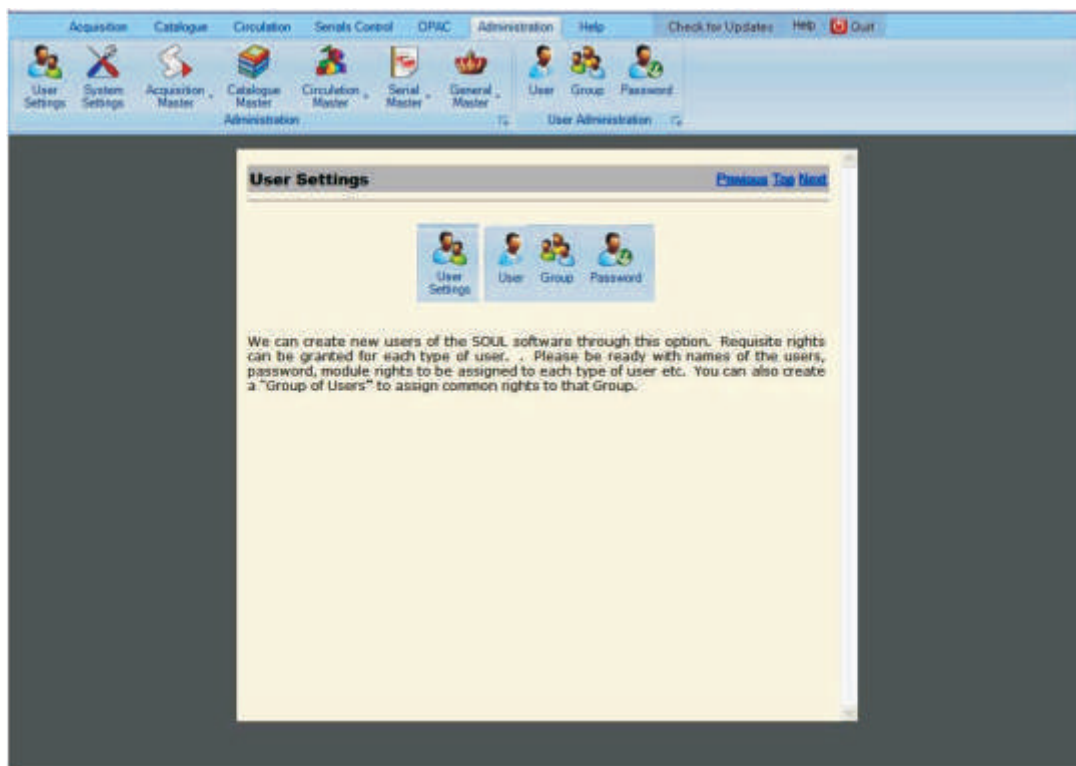 Acquisition Catalogue Circulation Serials Control OPAC Administration Help Check for Updates Help Quit
User Settings System Settings Acquisition Master Catalogue Master Circulation Master Serial Master General Master User Group Password
Administration User Administration
User Settings Previous Top Next
User Settings User Group Password
We can create new users of the SOUL software through this option. Requisite rights
can be granted for each type of user. . Please be ready with names of the users,
password, module rights to be assigned to each type of user etc. You can also create
a "Group of Users" to assign common rights to that Group.